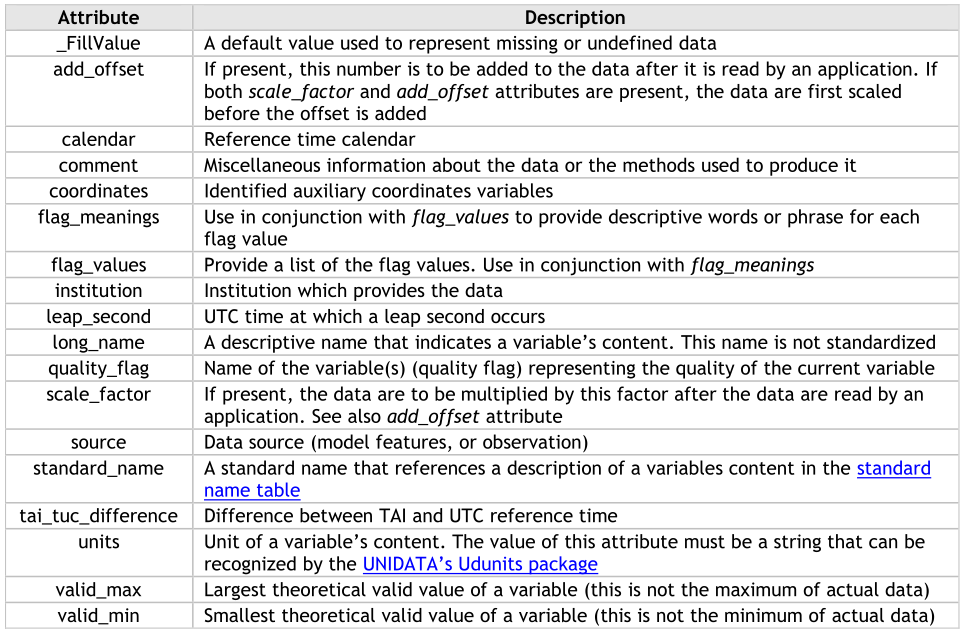 Attribute Description
_FillValue A default value used to represent missing or undefined data
add_offset If present, this number is to be added to the data after it is read by an application. If
both scale_factor and add_offset attributes are present, the data are first scaled
before the offset is added
calendar Reference time calendar
comment Miscellaneous information about the data or the methods used to produce it
coordinates Identified auxiliary coordinates variables
flag_meanings Use in conjunction with flag_values to provide descriptive words or phrase for each
flag value
flag_values Provide a list of the flag values. Use in conjunction with flag_meanings
institution Institution which provides the data
leap_second UTC time at which a leap second occurs
long_name A descriptive name that indicates a variable’s content. This name is not standardized
quality_flag Name of the variable(s) (quality flag) representing the quality of the current variable
scale_factor If present, the data are to be multiplied by this factor after the data are read by an
application. See also add_offset attribute
source Data source (model features, or observation)
standard_name A standard name that references a description of a variables content in the standard
name table
tai_tuc_difference Difference between TAI and UTC reference time
units Unit of a variable’s content. The value of this attribute must be a string that can be
recognized by the UNIDATA’s Udunits package
valid_max Largest theoretical valid value of a variable (this is not the maximum of actual data)
valid_min Smallest theoretical valid value of a variable (this is not the minimum of actual data)